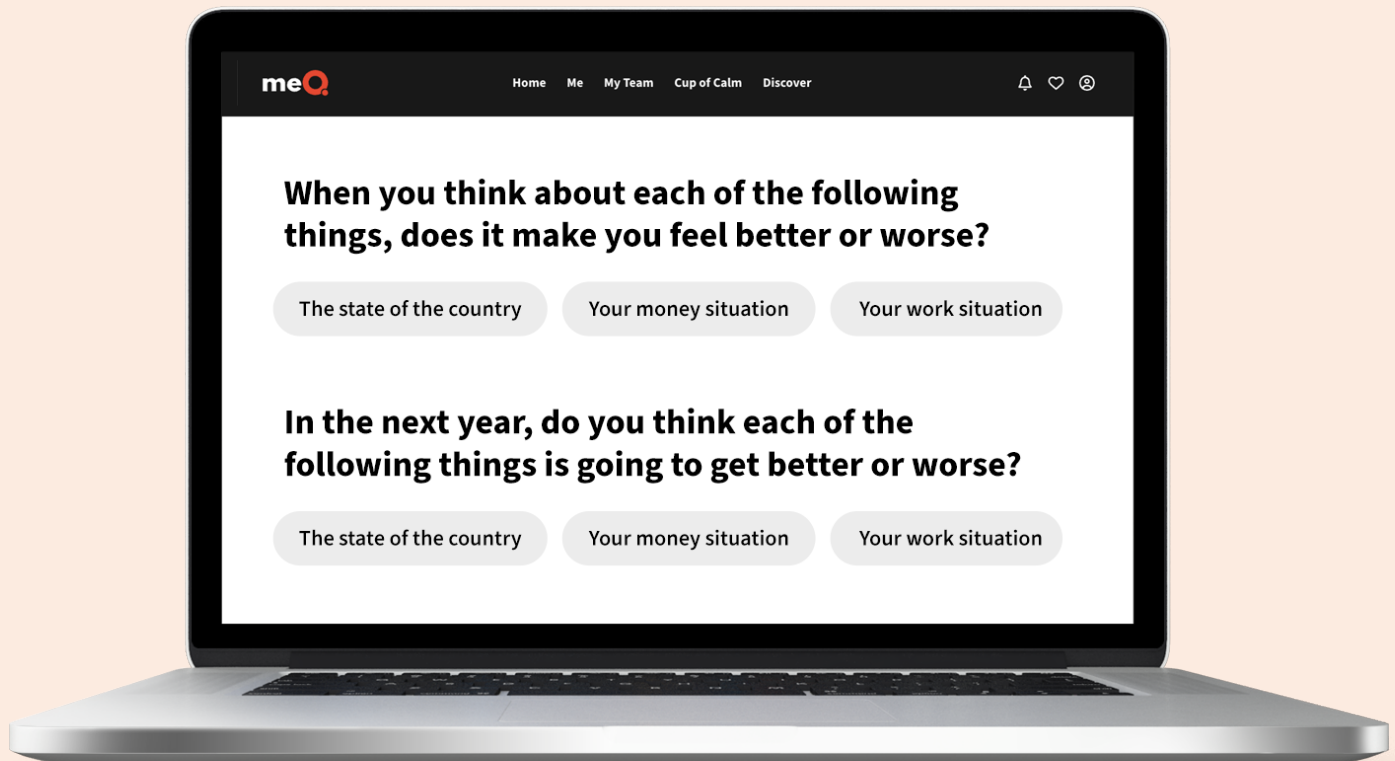 meQ
Home Me My Team Cup of Calm Discover
When you think about each of the following
things, does it make you feel better or worse?
The state of the country Your money situation Your work situation
In the next year, do you think each of the
following things is going to get better or worse?
The state of the country Your money situation Your work situation